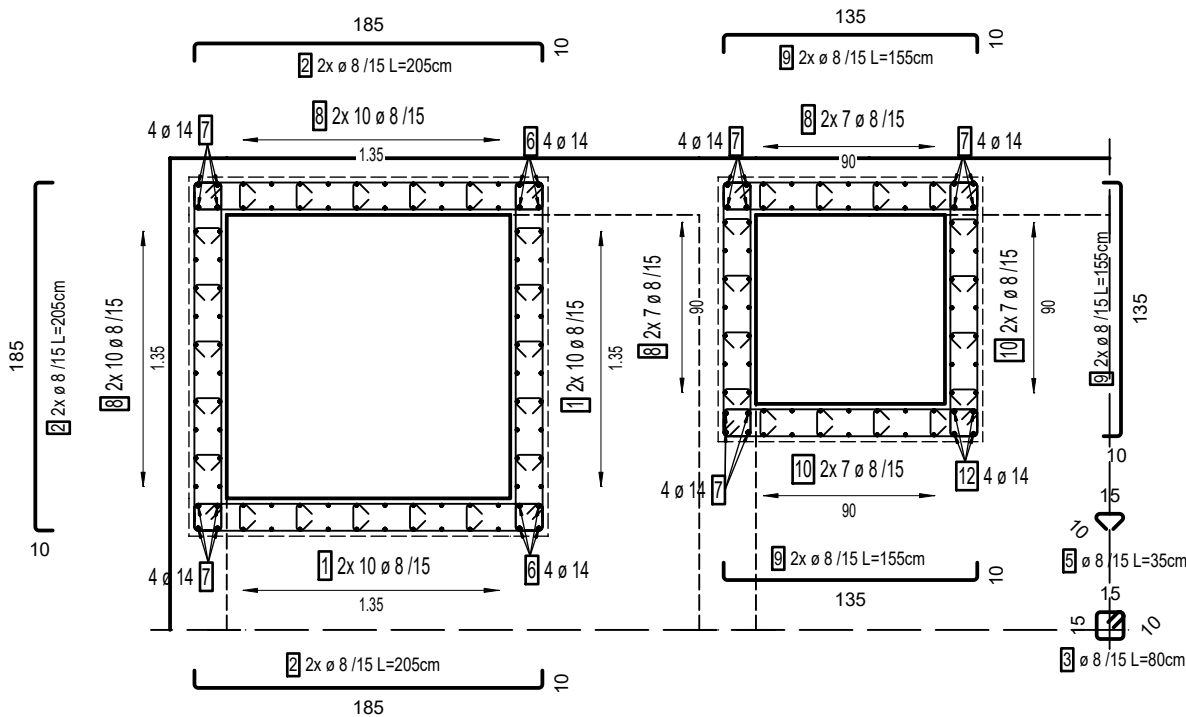 185
10
2 2x ø 8 /15 L=205cm
135
10
9 2x ø 8 /15 L=155cm
8 2x 10 ø 8 /15
1.35
4 ø 14 7
6 4 ø 14
8 2x 7 ø 8 /15
90
4 ø 14 7
7 4 ø 14
185
2 2x ø 8 /15 L=205cm
10
8 2x 10 ø 8 /15
1.35
1 2x 10 ø 8 /15
1.35
8 2x 7 ø 8 /15
90
10 2x 7 ø 8 /15
90
9 2x ø 8 /15 L=155cm
135
10
4 ø 14 7
10 2x 7 ø 8 /15
90
12 4 ø 14
15
10
5 ø 8 /15 L=35cm
4 ø 14 7
1 2x 10 ø 8 /15
1.35
6 4 ø 14
9 2x ø 8 /15 L=155cm
135
10
15
15
10
3 ø 8 /15 L=80cm
2 2x ø 8 /15 L=205cm
185
10